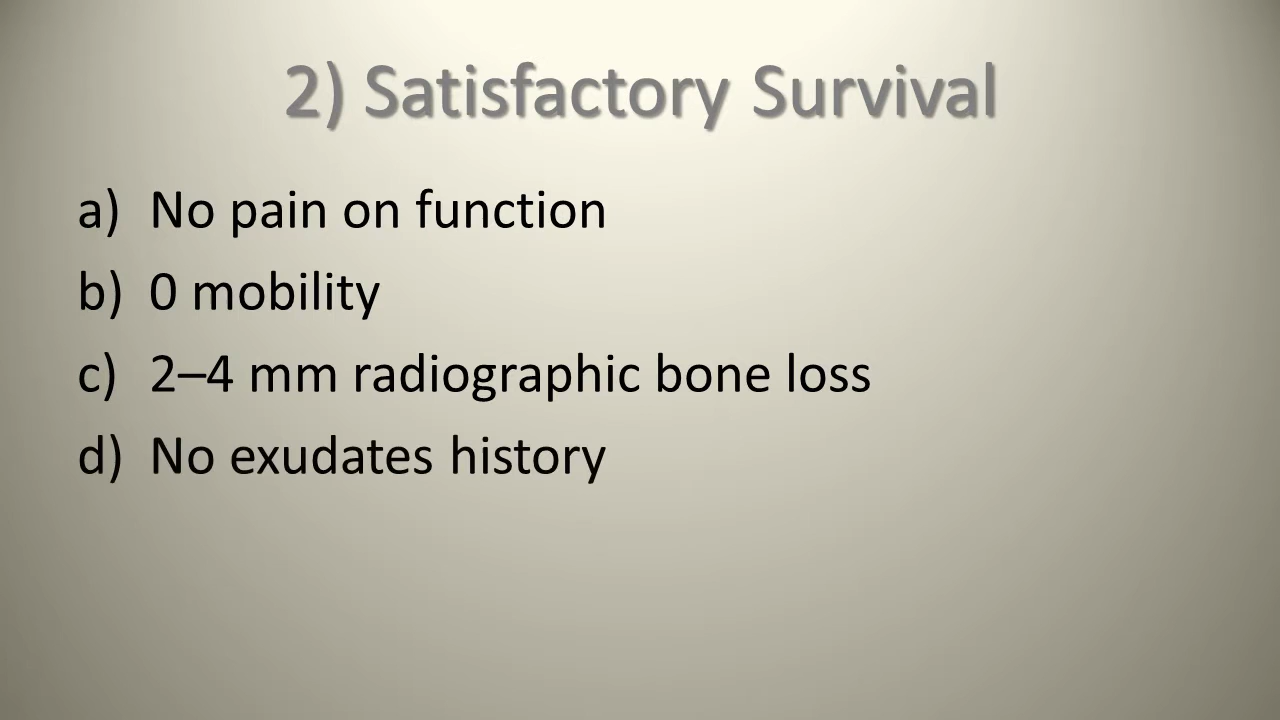 2) Satisfactory Survival
a) No pain on function
b) 0 mobility
c) 2–4 mm radiographic bone loss
d) No exudates history